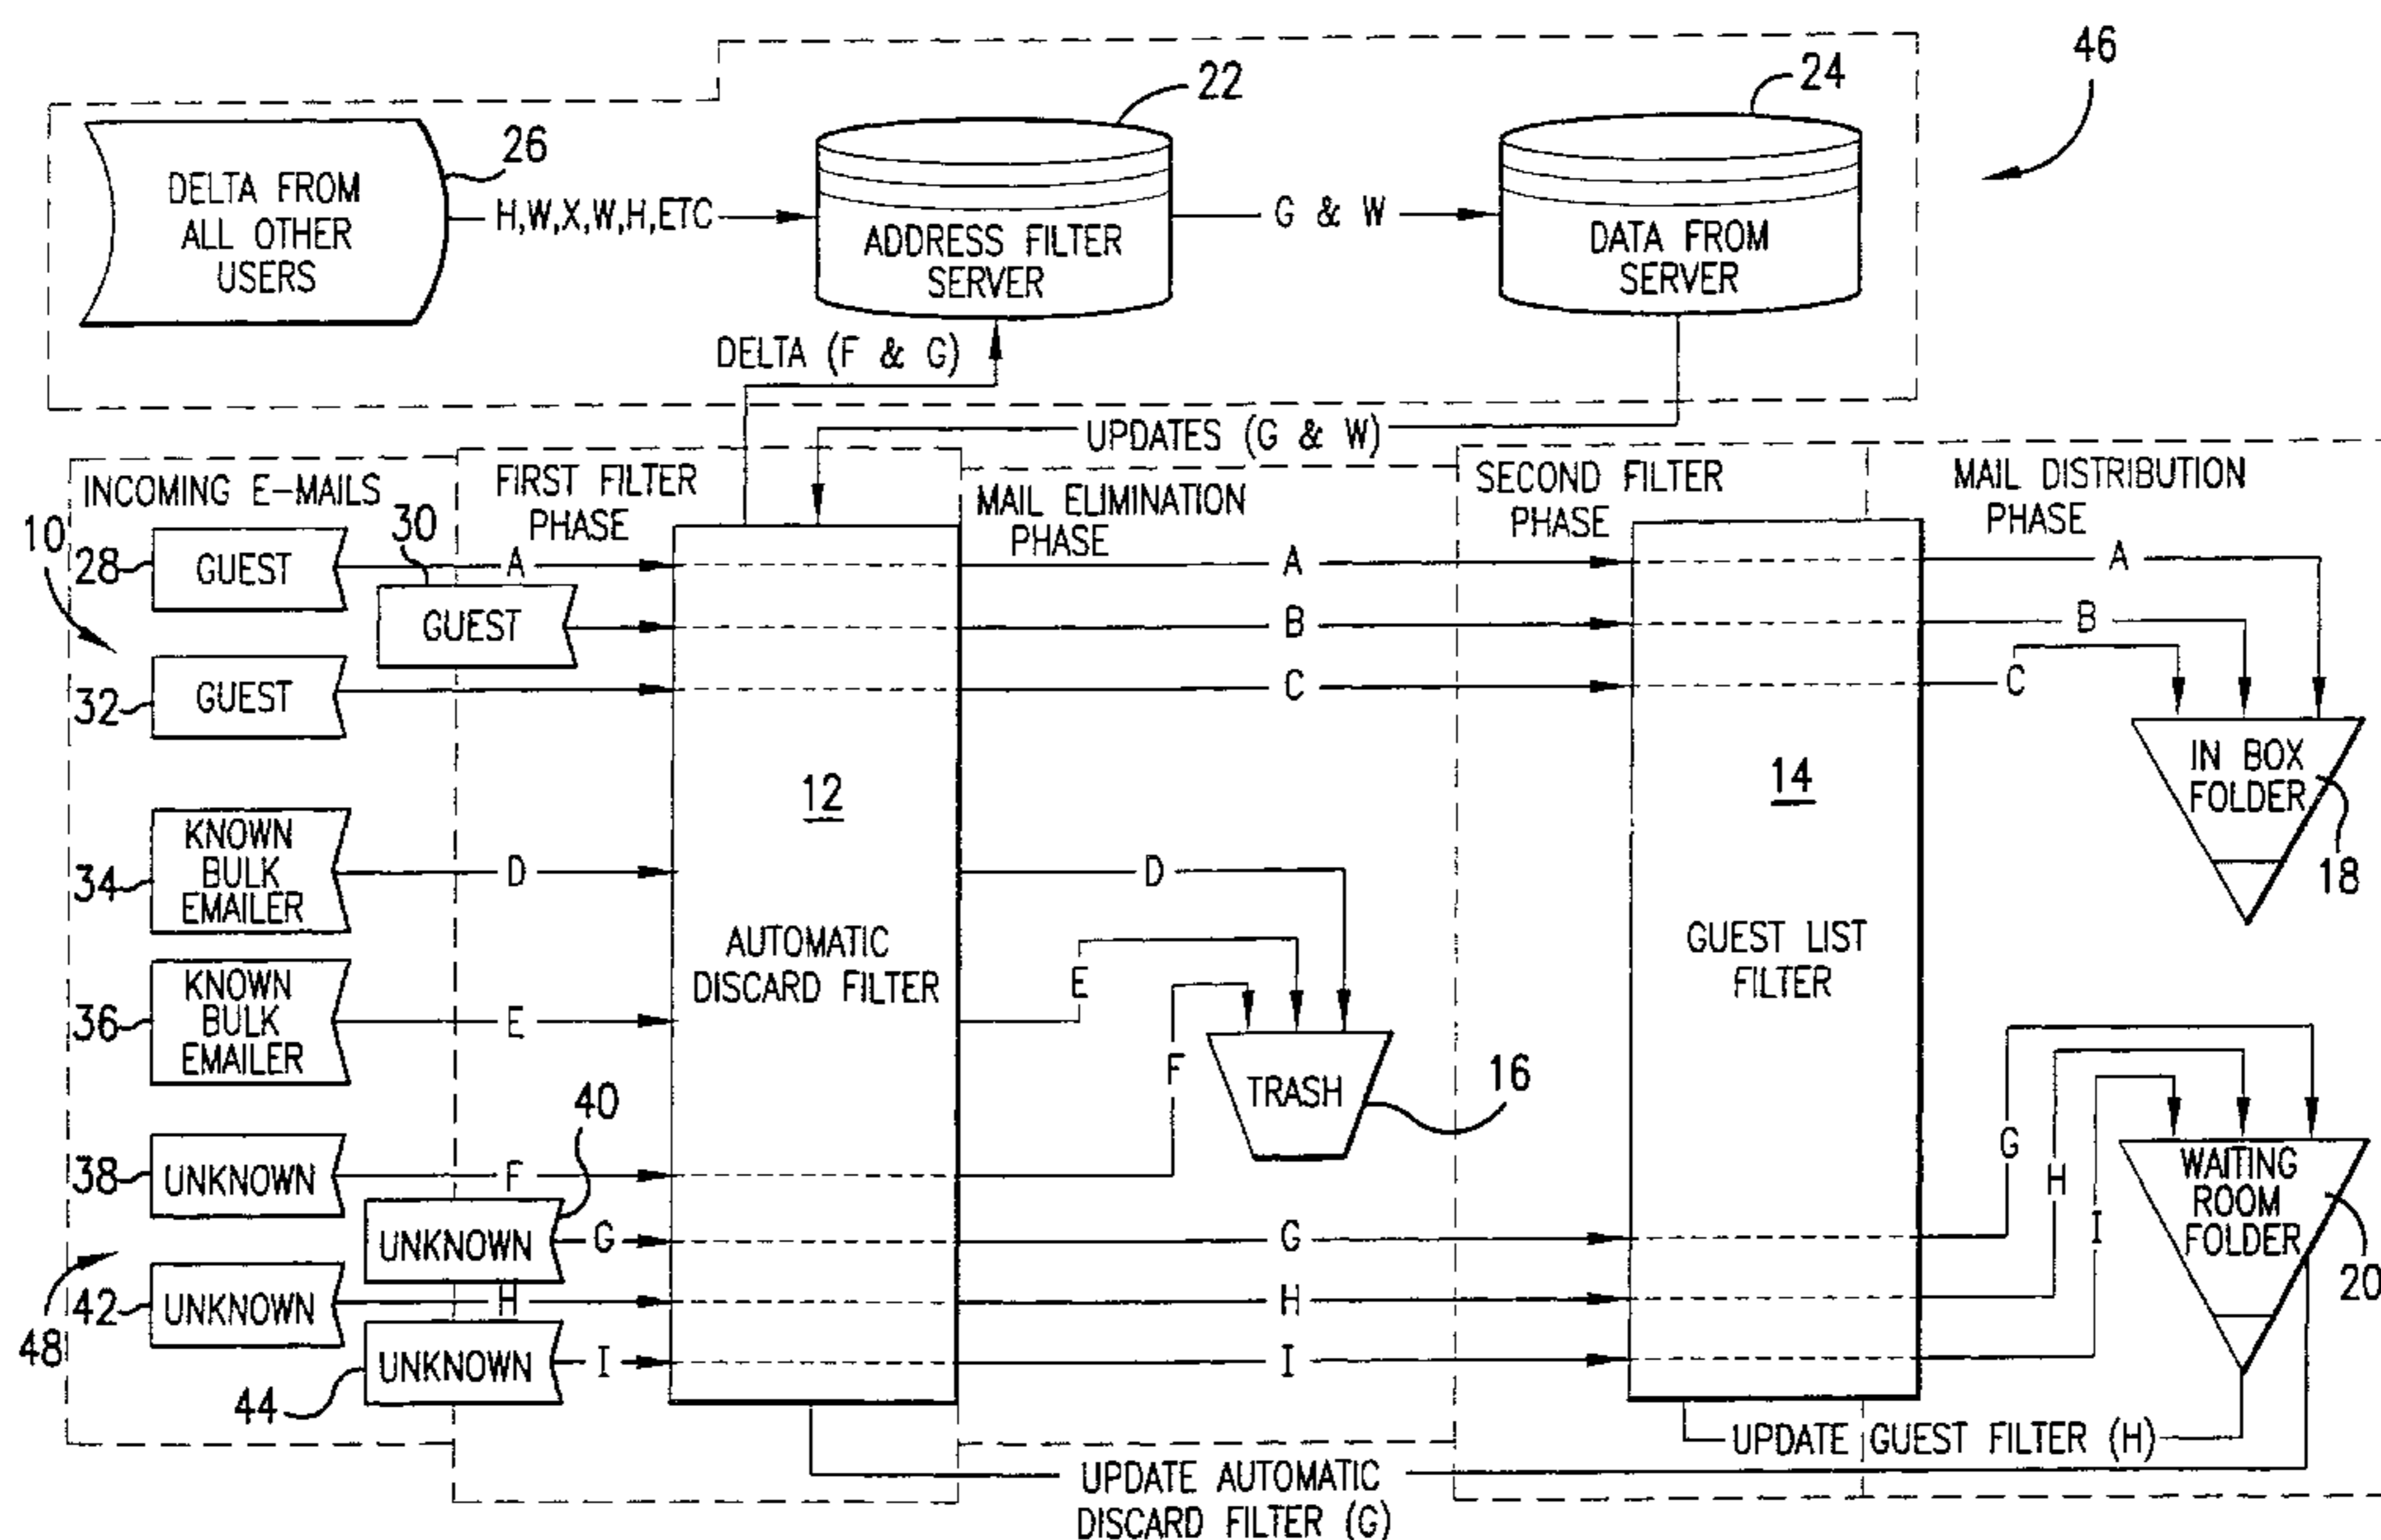 46
22
24
26
DELTA FROM
ALL OTHER
USERS
H,W,X,W,H,ETC
ADDRESS FILTER
SERVER
G & W
DATA FROM
SERVER
DELTA (F & G)
UPDATES (G & W)
INCOMING E-MAILS
FIRST FILTER
PHASE
MAIL ELIMINATION
PHASE
SECOND FILTER
PHASE
MAIL DISTRIBUTION
PHASE
10
28
GUEST
A
A
A
30
GUEST
B
B
32
GUEST
C
C
12
14
IN BOX
FOLDER
18
34
KNOWN
BULK
EMAILER
D
D
AUTOMATIC
DISCARD FILTER
GUEST LIST
FILTER
36
KNOWN
BULK
EMAILER
E
E
F
TRASH
16
38
UNKNOWN
F
40
UNKNOWN
G
G
G
H
I
WAITING
ROOM
FOLDER
20
48
42
UNKNOWN
H
H
44
UNKNOWN
I
I
UPDATE GUEST FILTER (H)
UPDATE AUTOMATIC
DISCARD FILTER (G)